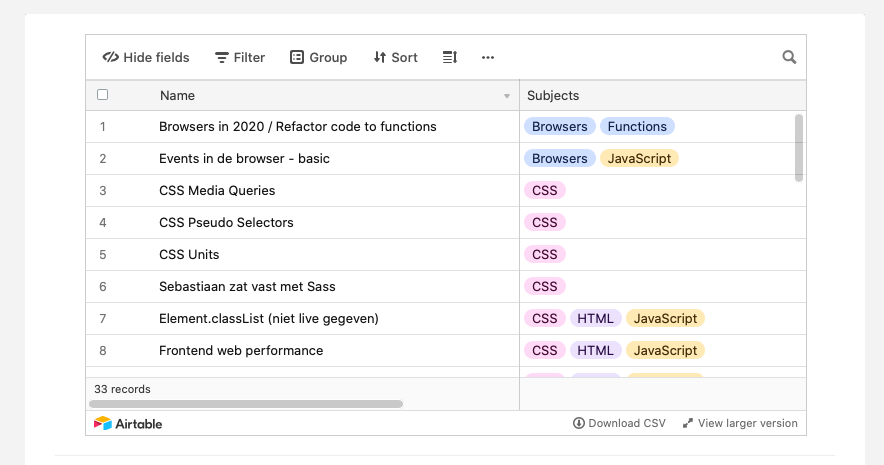 Hide fields Filter Group Sort ...
Name Subjects
1 Browsers in 2020 / Refactor code to functions Browsers Functions
2 Events in de browser - basic Browsers JavaScript
3 CSS Media Queries CSS
4 CSS Pseudo Selectors CSS
5 CSS Units CSS
6 Sebastiaan zat vast met Sass CSS
7 Element.classList (niet live gegeven) CSS HTML JavaScript
8 Frontend web performance CSS HTML JavaScript
33 records
Airtable Download CSV View larger version